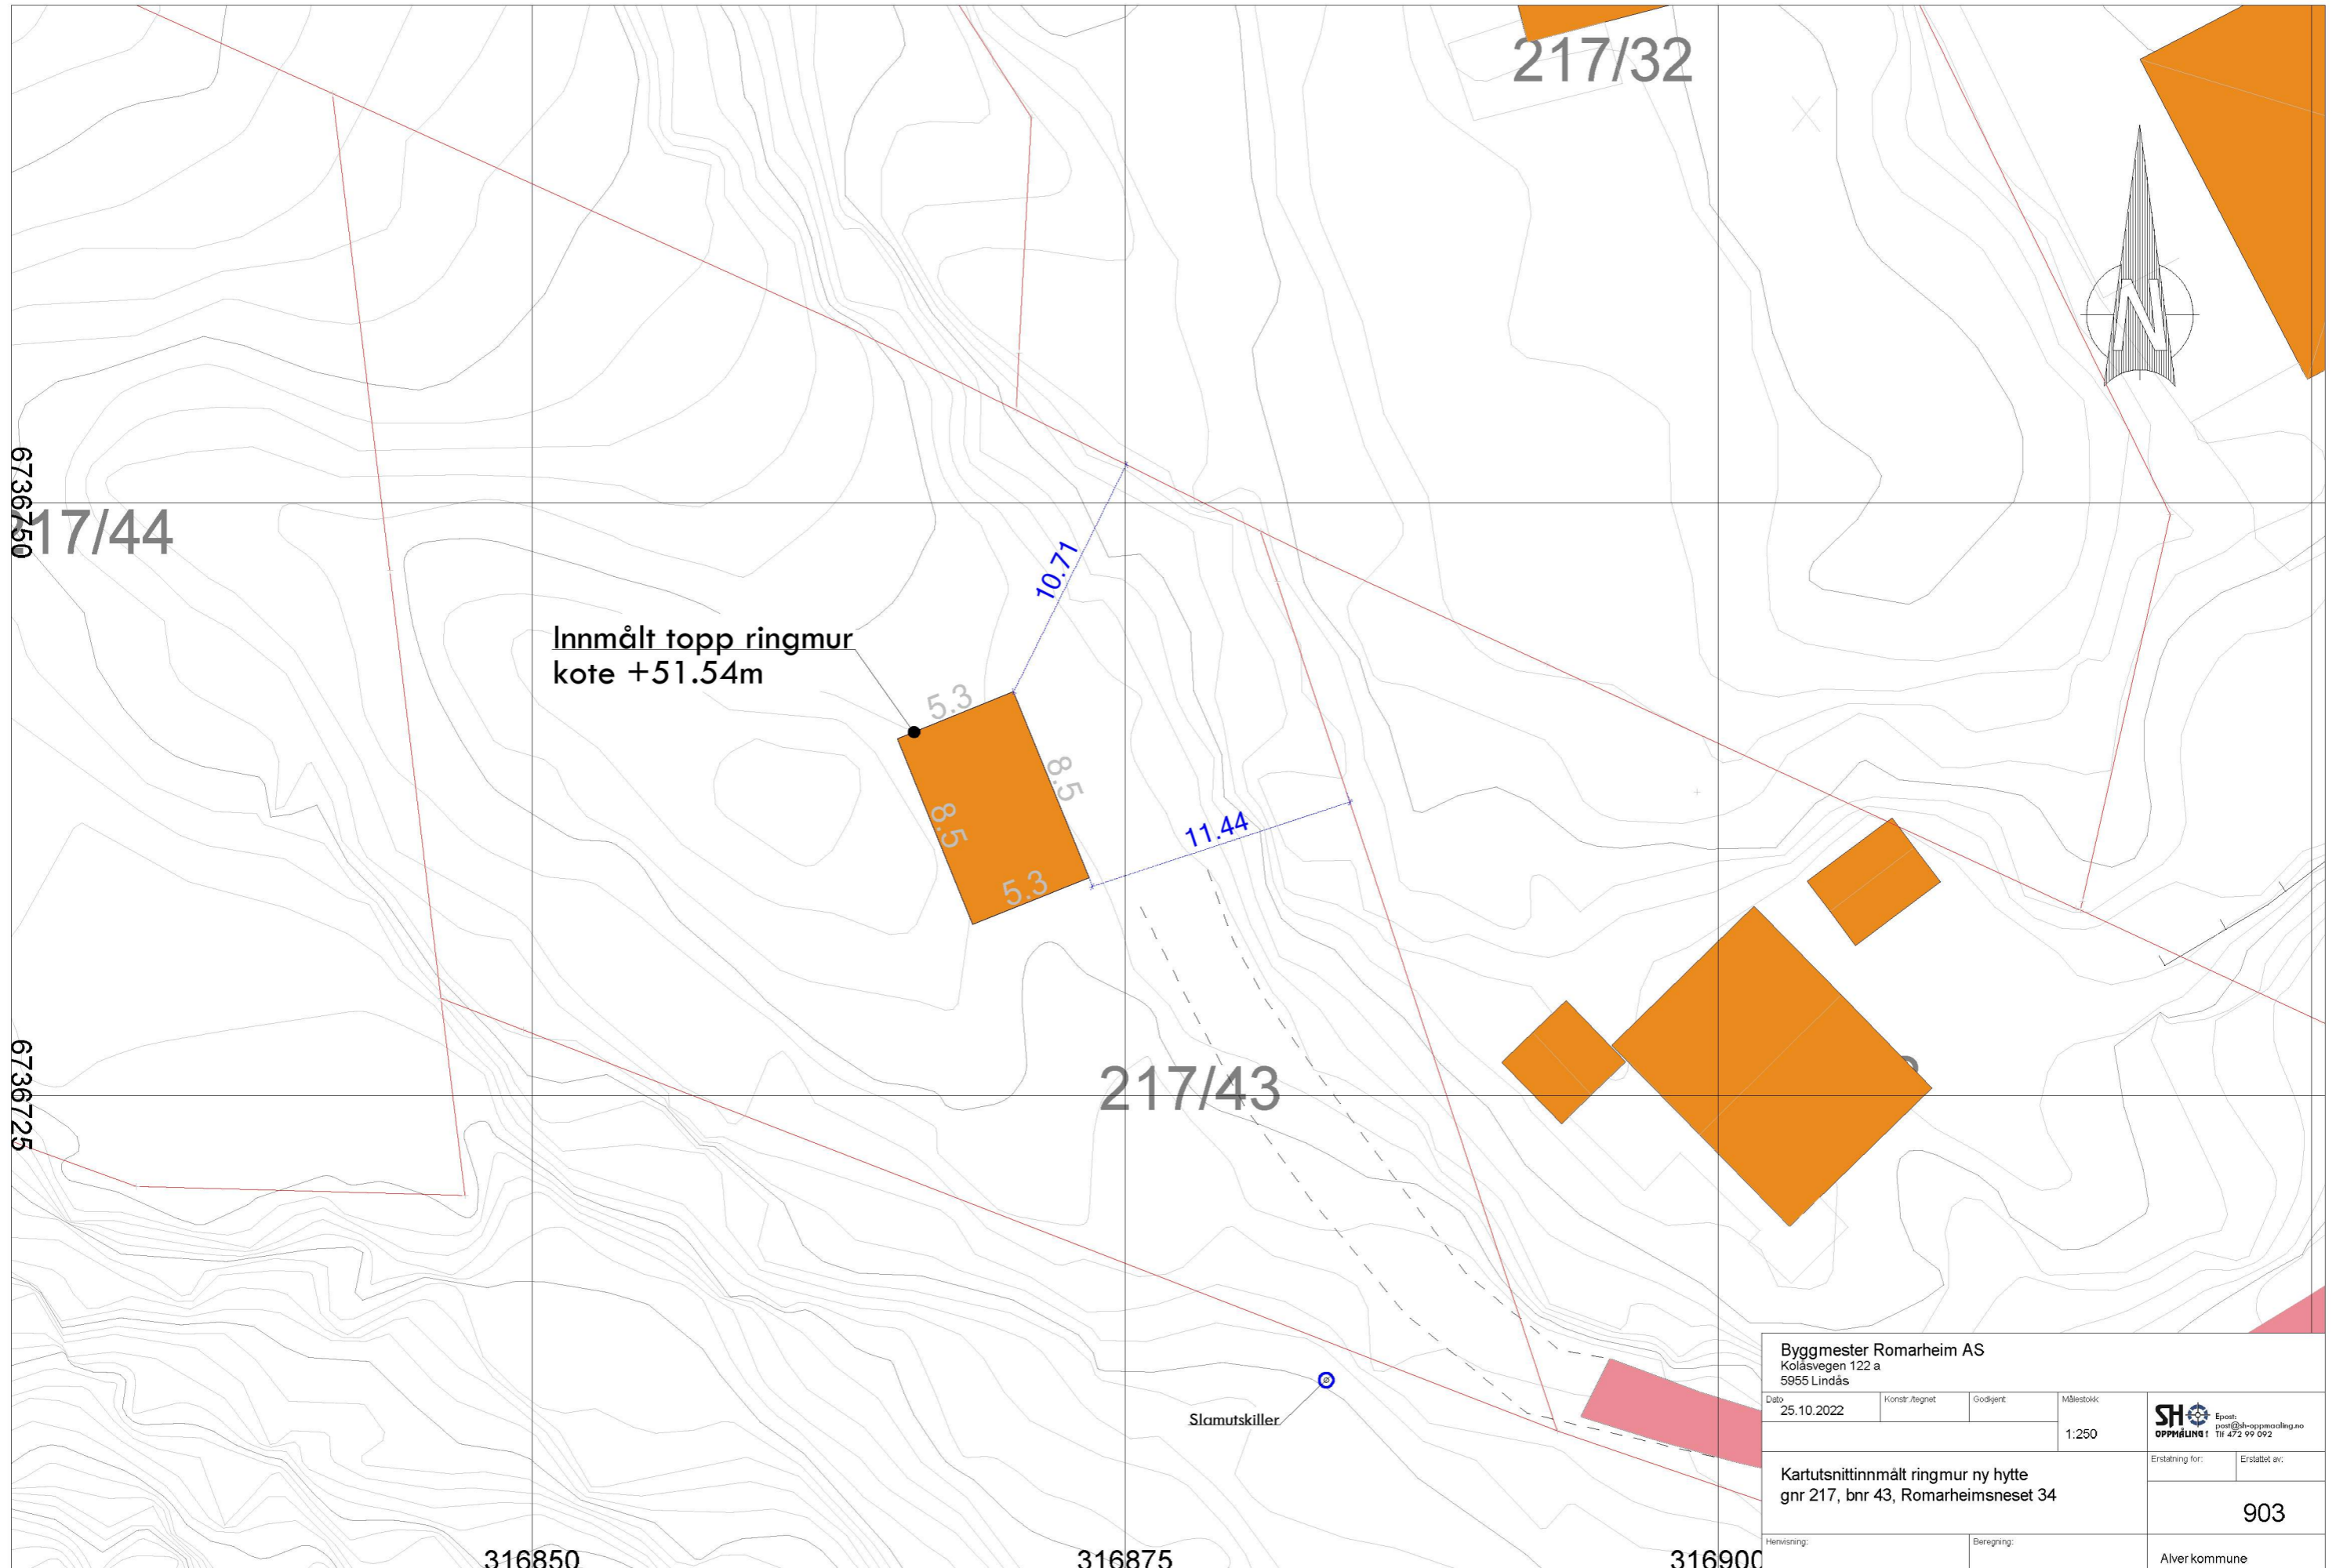 217/32
6736750
17/44
10.71
Innmålt topp ringmur
kote +51.54m
5.3
8.5
8.5
5.3
11.44
217/43
6736725
Slamutskiller
N
316850
316875
316900
Byggmester Romarheim AS
Kolåsvegen 122 a
5955 Lindås
Dato
25.10.2022
Konstr./tegnet
Godkjent
Målestokk
1:250
SH
OPPMÅLING
Epost:
post@sh-oppmaaling.no
Tlf 472 99 092
Kartutsnittinnmålt ringmur ny hytte
gnr 217, bnr 43, Romarheimsneset 34
Erstatning for:
Erstattet av:
903
Henvisning:
Beregning:
Alver kommune